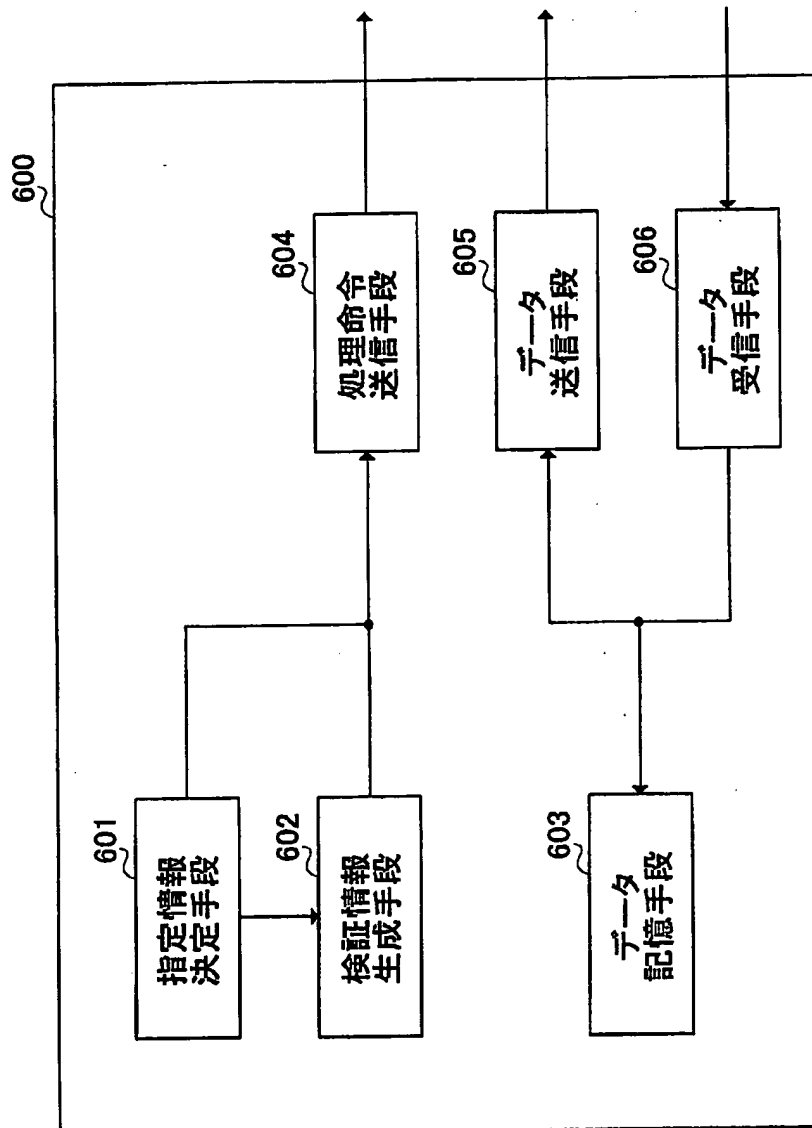 600
601
指定情報
決定手段
602
検証情報
生成手段
603
データ
記憶手段
604
処理命令
送信手段
605
データ
送信手段
606
データ
受信手段